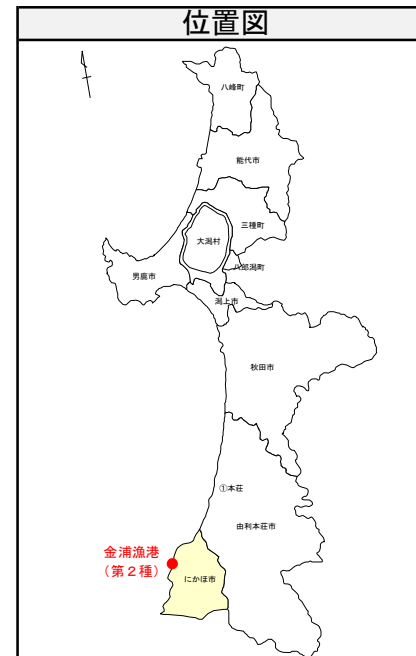 位置図
八峰町
能代市
三種町
大潟村
八郎潟町
男鹿市
潟上市
秋田市
①本荘
由利本荘市
金浦漁港
（第２種）
にかほ市